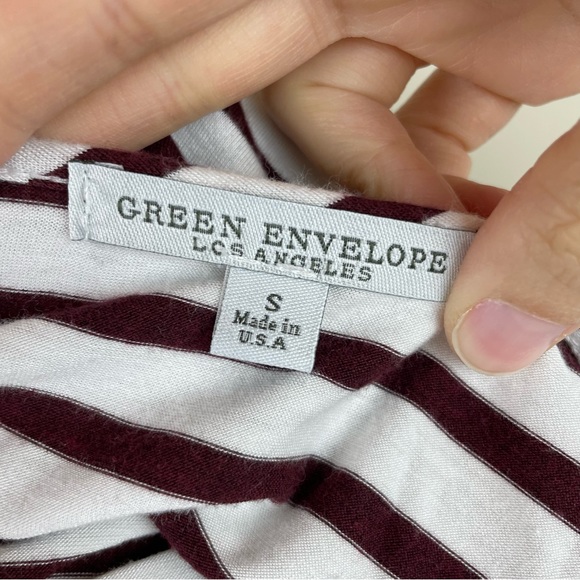 GREEN ENVELOPE
LOS ANGELES
S
Made in
U.S.A